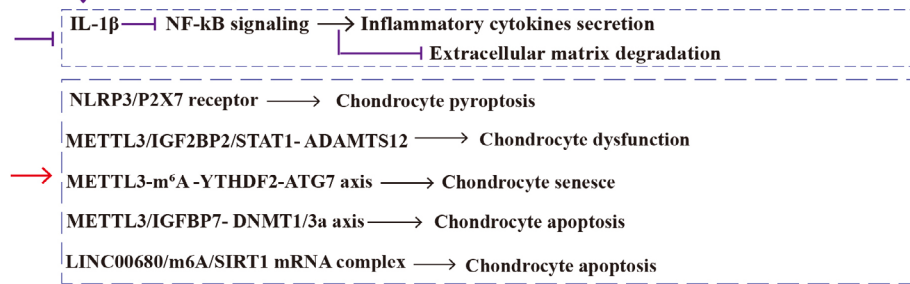 IL-1β NF-kB signaling Inflammatory cytokines secretion
Extracellular matrix degradation
NLRP3/P2X7 receptor Chondrocyte pyroptosis
METTL3/IGF2BP2/STAT1- ADAMTS12 Chondrocyte dysfunction
METTL3-m⁶A -YTHDF2-ATG7 axis Chondrocyte senesce
METTL3/IGFBP7- DNMT1/3a axis Chondrocyte apoptosis
LINC00680/m6A/SIRT1 mRNA complex Chondrocyte apoptosis